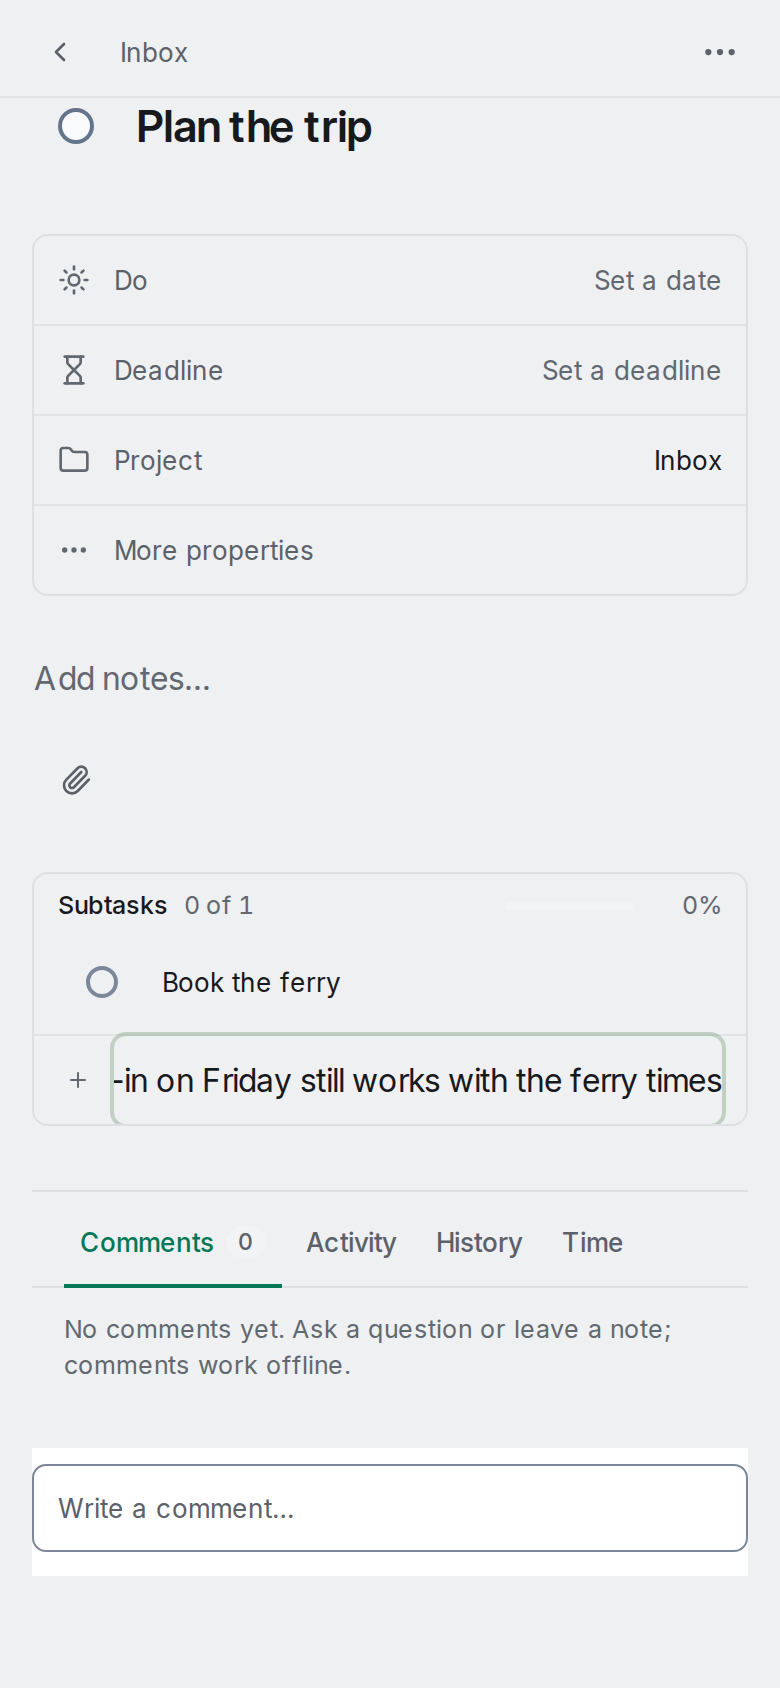 Inbox
Plan the trip
Do Set a date
Deadline Set a deadline
Project Inbox
More properties
Add notes...
Subtasks 0 of 1 0%
Book the ferry
-in on Friday still works with the ferry times
Comments 0 Activity History Time
No comments yet. Ask a question or leave a note;
comments work offline.
Write a comment...